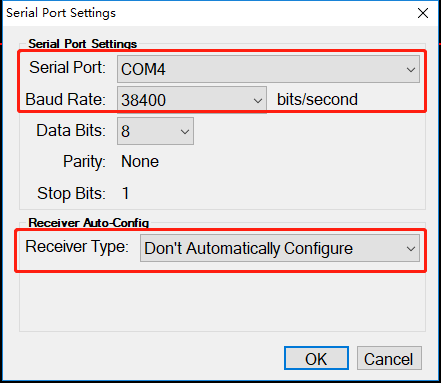 Serial Port Settings
Serial Port Settings
Serial Port: COM4
Baud Rate: 38400 bits/second
Data Bits: 8
Parity: None
Stop Bits: 1
Receiver Auto-Config
Receiver Type: Don't Automatically Configure
OK Cancel